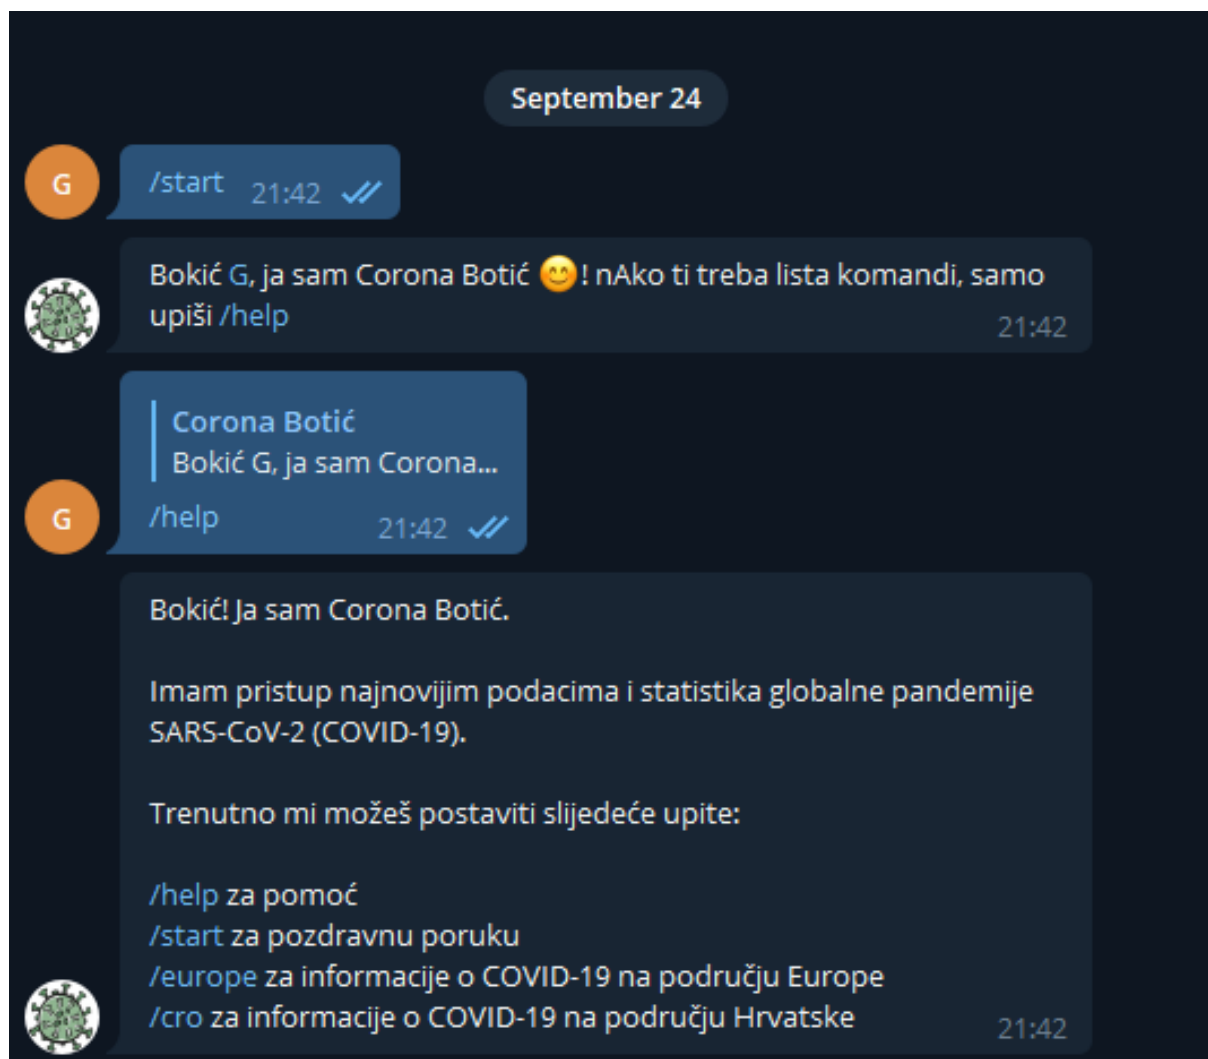 September 24
G
/start 21:42
Bokić G, ja sam Corona Botić 😊! nAko ti treba lista komandi, samo
upiši /help
21:42
Corona Botić
Bokić G, ja sam Corona...
G
/help 21:42
Bokić! Ja sam Corona Botić.
Imam pristup najnovijim podacima i statistika globalne pandemije
SARS-CoV-2 (COVID-19).
Trenutno mi možeš postaviti slijedeće upite:
/help za pomoć
/start za pozdravnu poruku
/europe za informacije o COVID-19 na području Europe
/cro za informacije o COVID-19 na području Hrvatske
21:42